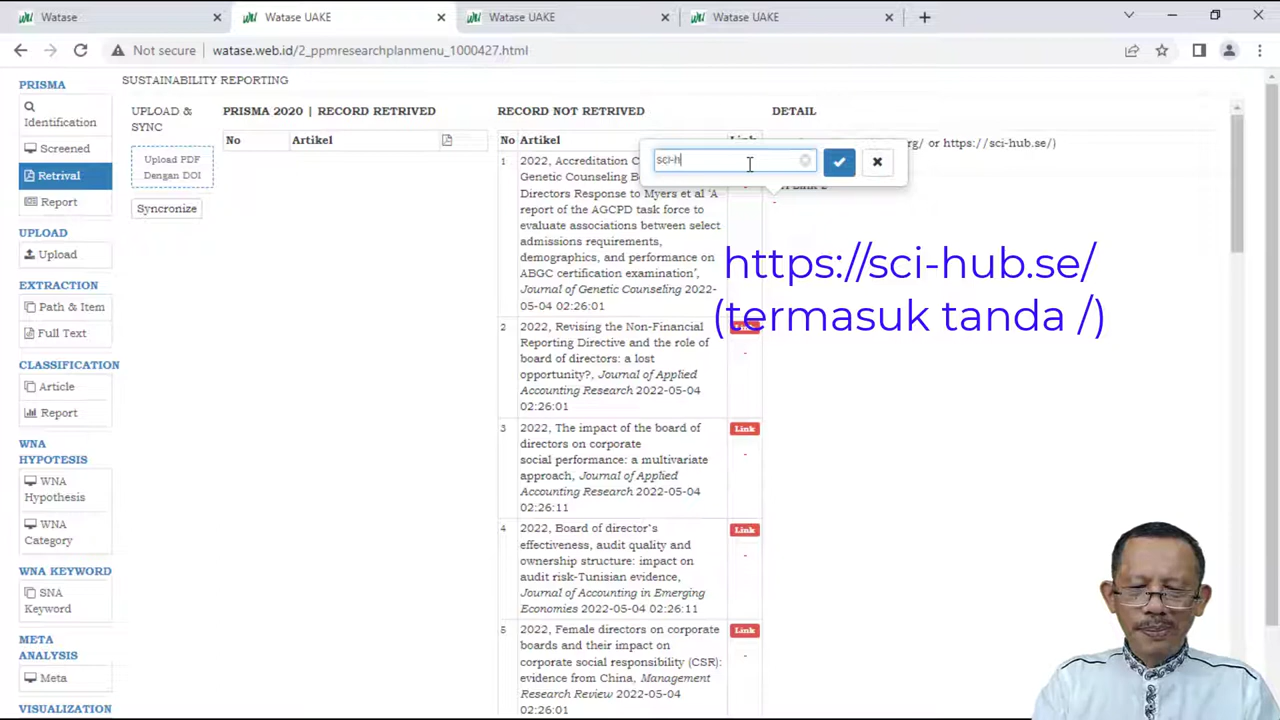 Watase
Watase UAKE
Watase UAKE
Watase UAKE
Not secure
watase.web.id/2_ppmresearchplanmenu_1000427.html
PRISMA
Identification
Screened
Retrival
Report
UPLOAD
Upload
EXTRACTION
Path & Item
Full Text
CLASSIFICATION
Article
Report
WNA
HYPOTESIS
WNA
Hypothesis
WNA
Category
WNA KEYWORD
SNA
Keyword
META
ANALYSIS
Meta
VISUALIZATION
SUSTAINABILITY REPORTING
UPLOAD &
SYNC
Upload PDF
Dengan DOI
Syncronize
PRISMA 2020 | RECORD RETRIVED
No Artikel
RECORD NOT RETRIVED
No Artikel Link
1 2022, Accreditation C
Genetic Counseling B
Directors Response to Myers et al 'A
report of the AGCPD task force to
evaluate associations between select
admissions requirements,
demographics, and performance on
ABGC certification examination',
Journal of Genetic Counseling 2022-
05-04 02:26:01
-
2 2022, Revising the Non-Financial
Reporting Directive and the role of
board of directors: a lost
opportunity?, Journal of Applied
Accounting Research 2022-05-04
02:26:01
Link
-
3 2022, The impact of the board of
directors on corporate
social performance: a multivariate
approach, Journal of Applied
Accounting Research 2022-05-04
02:26:11
Link
-
4 2022, Board of director's
effectiveness, audit quality and
ownership structure: impact on
audit risk-Tunisian evidence,
Journal of Accounting in Emerging
Economies 2022-05-04 02:26:11
Link
-
5 2022, Female directors on corporate
boards and their impact on
corporate social responsibility (CSR):
evidence from China, Management
Research Review 2022-05-04
02:26:01
Link
-
DETAIL
rg/ or https://sci-hub.se/)
sci-h
-
https://sci-hub.se/
(termasuk tanda /)